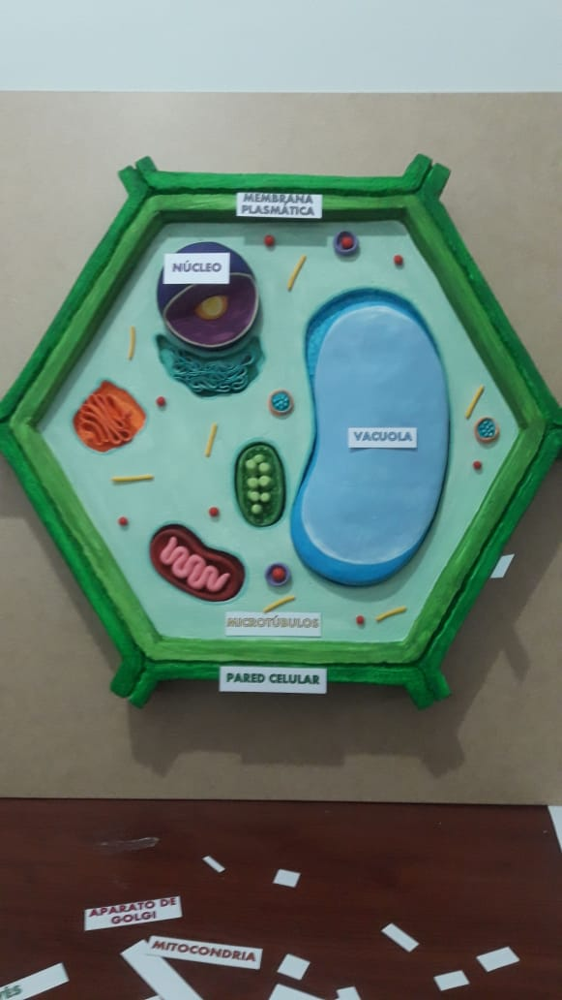 MEMBRANA
PLASMÁTICA
NÚCLEO
VACUOLA
MICROTÚBULOS
PARED CELULAR
APARATO DE
GOLGI
MITOCONDRIA